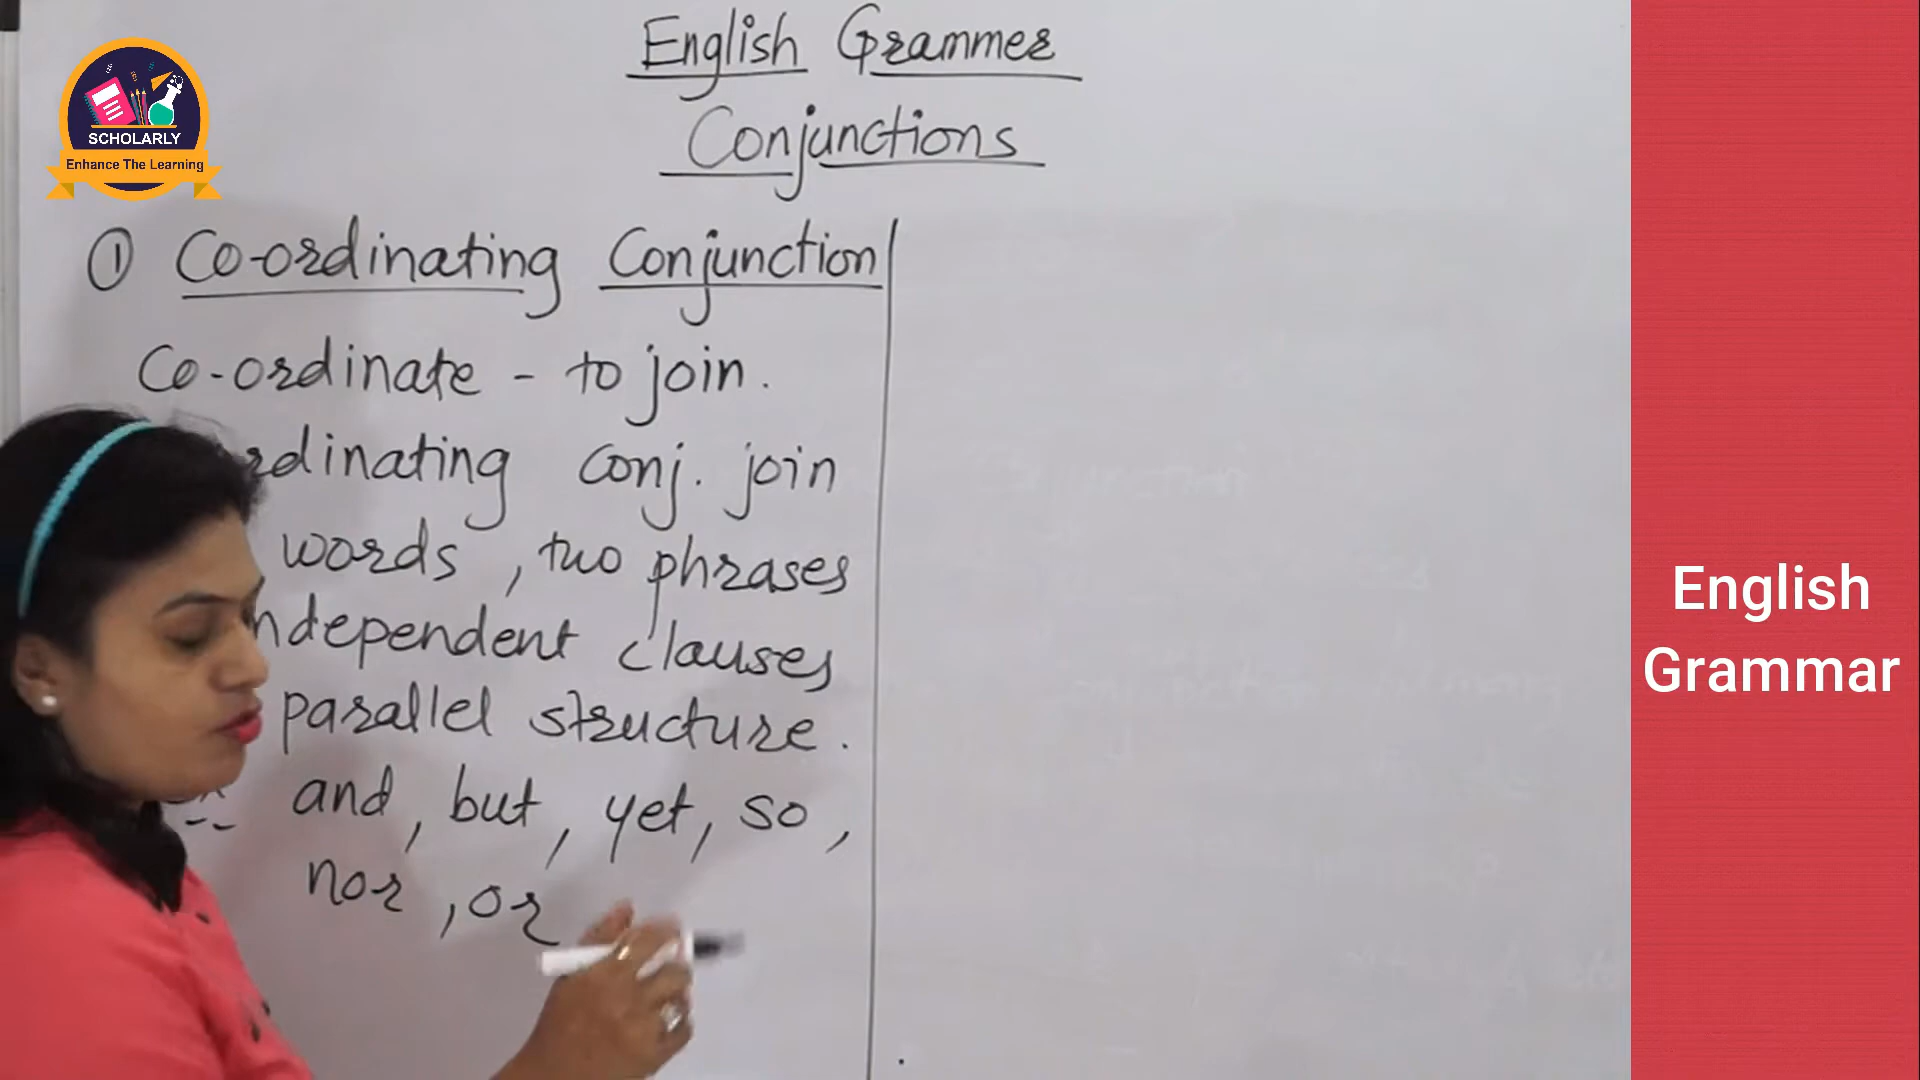 SCHOLARLY
Enhance The Learning
English Grammer
Conjunctions
① Co-ordinating Conjunction
Co-ordinate - to join.
rdinating conj. join
words, two phrases
ndependent clauses
parallel structure.
and, but, yet, so,
nor, or
English
Grammar